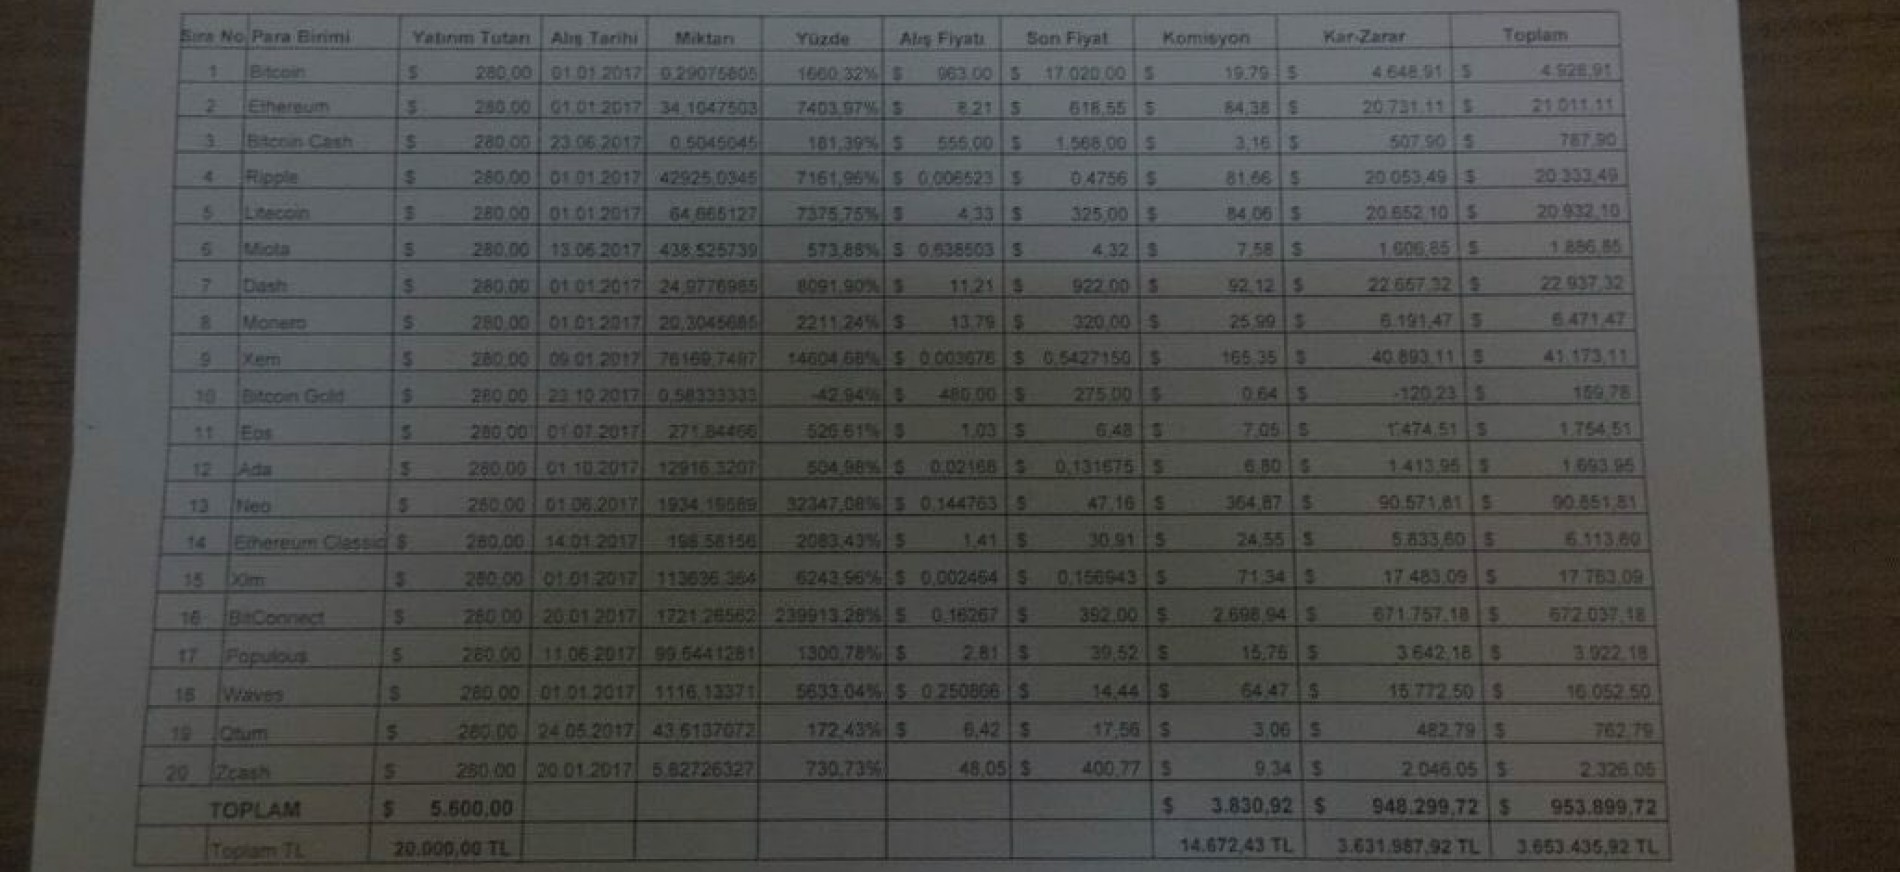 Sıra No Para Birimi Yatırım Tutarı Alış Tarihi Miktarı Yüzde Alış Fiyatı Son Fiyat Komisyon Kar-Zarar Toplam
1 Bitcoin $ 280,00 01.01.2017 0,29075805 1660,32% $ 963,00 $ 17.020,00 $ 19,79 $ 4.648,91 $ 4.928,91
2 Ethereum $ 280,00 01.01.2017 34,1047503 7403,97% $ 8,21 $ 618,55 $ 84,38 $ 20.731,11 $ 21.011,11
3 Bitcoin Cash $ 280,00 23.06.2017 0,5045045 181,39% $ 555,00 $ 1.568,00 $ 3,16 $ 507,90 $ 787,90
4 Ripple $ 280,00 01.01.2017 42925,0345 7161,96% $ 0,006523 $ 0,4756 $ 81,66 $ 20.053,49 $ 20.333,49
5 Litecoin $ 280,00 01.01.2017 64,665127 7375,75% $ 4,33 $ 325,00 $ 84,06 $ 20.652,10 $ 20.932,10
6 Miota $ 280,00 13.06.2017 438,525739 573,88% $ 0,638503 $ 4,32 $ 7,58 $ 1.606,85 $ 1.886,85
7 Dash $ 280,00 01.01.2017 24,9776985 8091,90% $ 11,21 $ 922,00 $ 92,12 $ 22.657,32 $ 22.937,32
8 Monero $ 280,00 01.01.2017 20,3045685 2211,24% $ 13,79 $ 320,00 $ 25,99 $ 6.191,47 $ 6.471,47
9 Xem $ 280,00 09.01.2017 76169,7497 14604,68% $ 0,003676 $ 0,5427150 $ 165,35 $ 40.893,11 $ 41.173,11
10 Bitcoin Gold $ 280,00 23.10.2017 0,58333333 -42,94% $ 480,00 $ 275,00 $ 0,64 $ -120,23 $ 159,78
11 Eos $ 280,00 01.07.2017 271,84466 526,61% $ 1,03 $ 6,48 $ 7,05 $ 1.474,51 $ 1.754,51
12 Ada $ 280,00 01.10.2017 12916,3207 504,98% $ 0,02168 $ 0,131675 $ 6,80 $ 1.413,95 $ 1.693,95
13 Neo $ 280,00 01.06.2017 1934,19589 32347,08% $ 0,144763 $ 47,16 $ 364,87 $ 90.571,81 $ 90.851,81
14 Ethereum Classic $ 280,00 14.01.2017 198,58156 2083,43% $ 1,41 $ 30,91 $ 24,55 $ 5.833,60 $ 6.113,60
15 Xlm $ 280,00 01.01.2017 113636,364 6243,96% $ 0,002464 $ 0,156943 $ 71,34 $ 17.483,09 $ 17.763,09
16 BitConnect $ 280,00 20.01.2017 1721,26562 239913,28% $ 0,16267 $ 392,00 $ 2.698,94 $ 671.757,18 $ 672.037,18
17 Populous $ 280,00 11.06.2017 99,6441281 1300,78% $ 2,81 $ 39,52 $ 15,75 $ 3.642,18 $ 3.922,18
18 Waves $ 280,00 01.01.2017 1116,13371 5633,04% $ 0,250866 $ 14,44 $ 64,47 $ 15.772,50 $ 16.052,50
19 Qtum $ 280,00 24.05.2017 43,6137072 172,43% $ 6,42 $ 17,56 $ 3,06 $ 482,79 $ 762,79
20 Zcash $ 280,00 20.01.2017 5,82726327 730,73% 48,05 $ 400,77 $ 9,34 $ 2.046,05 $ 2.326,05
TOPLAM $ 5.600,00 $ 3.830,92 $ 948.299,72 $ 953.899,72
Toplam TL 20.000,00 TL 14.672,43 TL 3.631.987,92 TL 3.653.435,92 TL